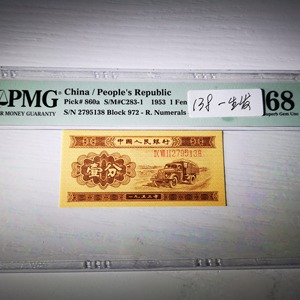 PMG
MONEY GUARANTY
China / People's Republic
Pick# 860a S/M#C283-1 1953 1 Fen
S/N 2795138 Block 972 - R. Numerals
138 一生发
68
Superb Gem Unc
中国人民银行
2795138
壹分
一九五三年